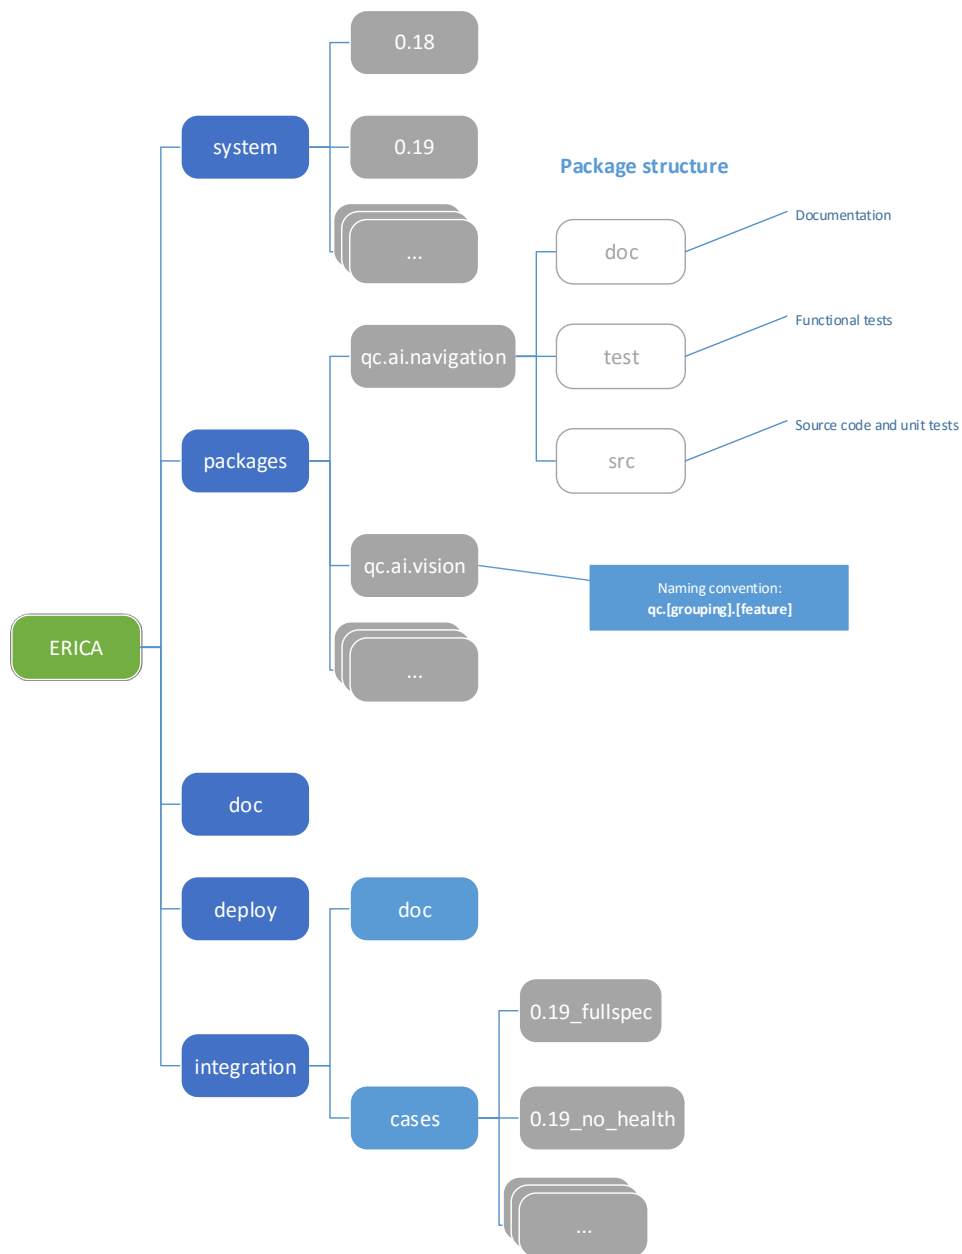 0.18
system
0.19
...
Package structure
doc
Documentation
qc.ai.navigation
test
Functional tests
packages
src
Source code and unit tests
qc.ai.vision
Naming convention:
qc.[grouping].[feature]
ERICA
...
doc
deploy
doc
integration
0.19_fullspec
cases
0.19_no_health
...